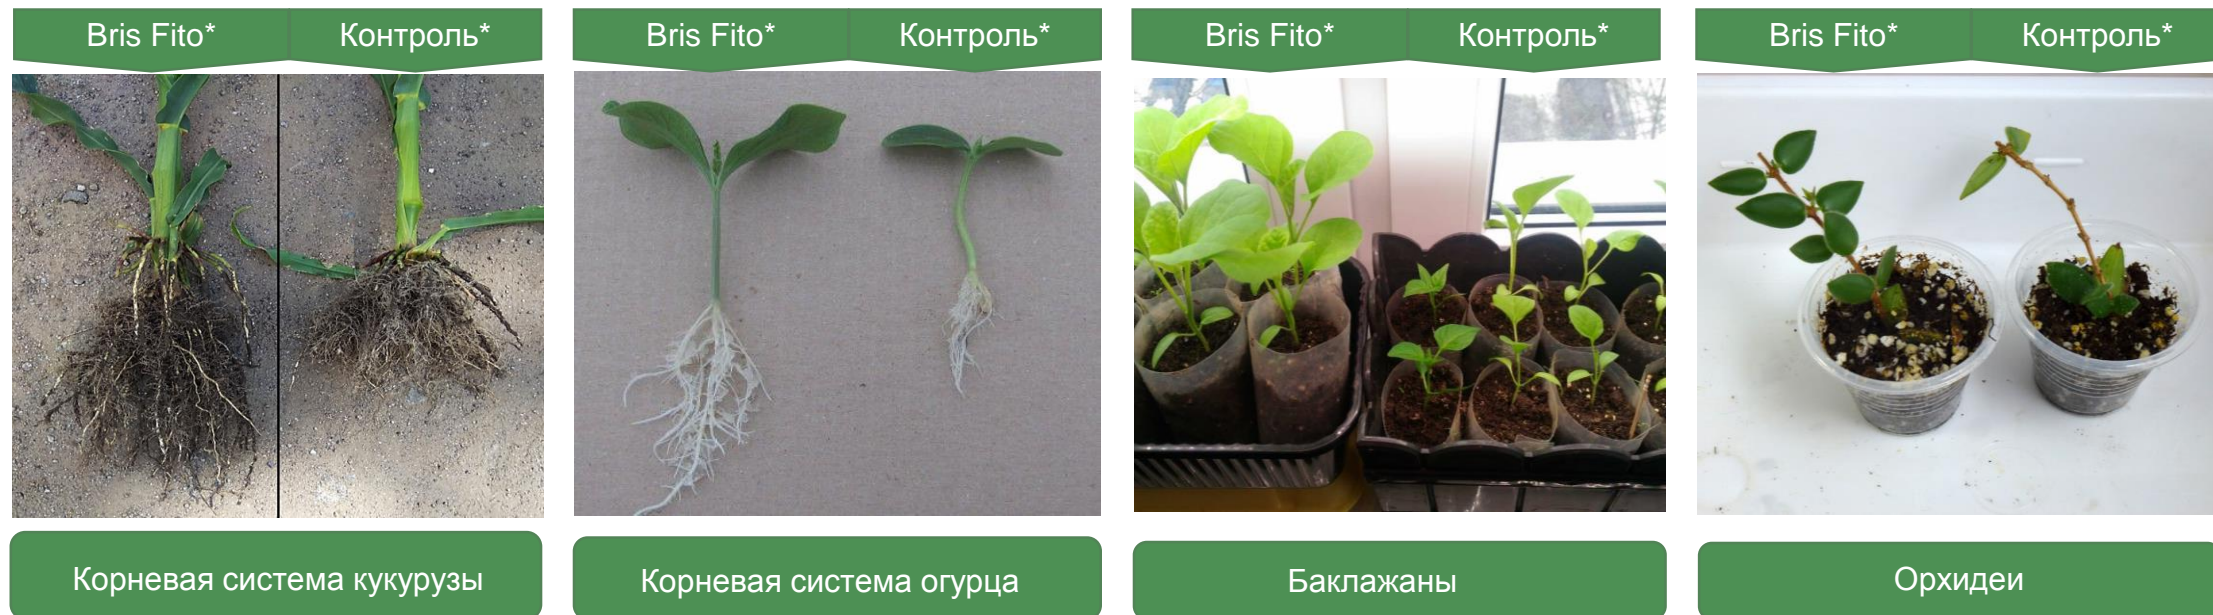 Bris Fito*
Контроль*
Bris Fito*
Контроль*
Bris Fito*
Контроль*
Bris Fito*
Контроль*
Корневая система кукурузы
Корневая система огурца
Баклажаны
Орхидеи